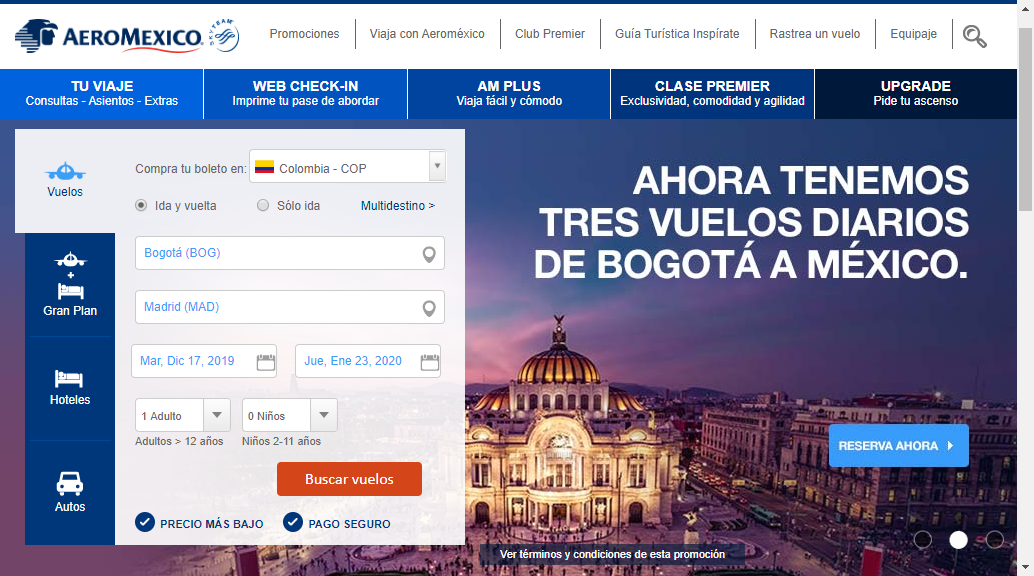 AEROMEXICO.
SKYTEAM
Promociones
Viaja con Aeroméxico
Club Premier
Guía Turística Inspírate
Rastrea un vuelo
Equipaje
TU VIAJE
Consultas - Asientos - Extras
WEB CHECK-IN
Imprime tu pase de abordar
AM PLUS
Viaja fácil y cómodo
CLASE PREMIER
Exclusividad, comodidad y agilidad
UPGRADE
Pide tu ascenso
Vuelos
+
Gran Plan
Hoteles
Autos
Compra tu boleto en:
Colombia - COP
Ida y vuelta
Sólo ida
Multidestino >
Bogotá (BOG)
Madrid (MAD)
Mar, Dic 17, 2019
Jue, Ene 23, 2020
1 Adulto
0 Niños
Adultos > 12 años
Niños 2-11 años
Buscar vuelos
PRECIO MÁS BAJO
PAGO SEGURO
AHORA TENEMOS
TRES VUELOS DIARIOS
DE BOGOTÁ A MÉXICO.
RESERVA AHORA
Ver términos y condiciones de esta promoción